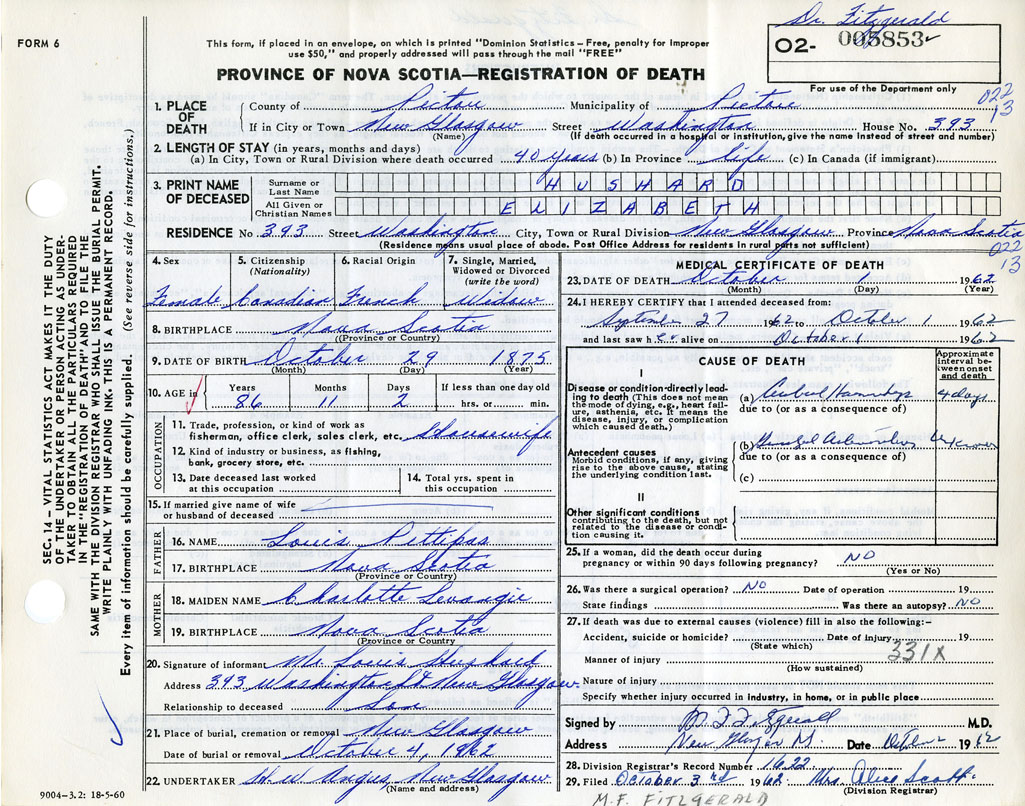 Dr. Fitzgerald
FORM 6
02- 005853
This form, if placed in an envelope, on which is printed "Dominion Statistics – Free, penalty for improper
use $50," and properly addressed will pass through the mail "FREE"
PROVINCE OF NOVA SCOTIA—REGISTRATION OF DEATH
For use of the Department only
022
13
1. PLACE OF DEATH County of Pictou Municipality of Pictou
If in City or Town New Glasgow Street Washington House No. 393
(Name) (If death occurred in a hospital or institution, give the name instead of street and number)
2. LENGTH OF STAY (in years, months and days)
(a) In City, Town or Rural Division where death occurred 40 years (b) In Province Life (c) In Canada (if immigrant)
3. PRINT NAME OF DECEASED
Surname or Last Name HUSHARD
All Given or Christian Names ELIZABETH
RESIDENCE No 393 Street Washington City, Town or Rural Division New Glasgow Province Nova Scotia
(Residence means usual place of abode. Post Office Address for residents in rural parts not sufficient)
022
13
4. Sex Female
5. Citizenship (Nationality) Canadian
6. Racial Origin French
7. Single, Married, Widowed or Divorced (write the word) Widow
8. BIRTHPLACE Nova Scotia
(Province or Country)
9. DATE OF BIRTH October 29 1875
(Month) (Day) (Year)
10. AGE in Years 86 Months 11 Days 2 If less than one day old hrs. or min.
OCCUPATION
11. Trade, profession, or kind of work as
fisherman, office clerk, sales clerk, etc. Housewife
12. Kind of industry or business, as fishing,
bank, grocery store, etc.
13. Date deceased last worked
at this occupation
14. Total yrs. spent in
this occupation
15. If married give name of wife
or husband of deceased
FATHER
16. NAME Louis Pettipas
17. BIRTHPLACE Nova Scotia
(Province or Country)
MOTHER
18. MAIDEN NAME Charlotte Levangie
19. BIRTHPLACE Nova Scotia
(Province or Country)
20. Signature of informant Mr Louis Hushard
Address 393 Washington St New Glasgow.
Relationship to deceased Son
21. Place of burial, cremation or removal New Glasgow
Date of burial or removal October 4, 1962
22. UNDERTAKER H. W. Angus, New Glasgow
(Name and address)
9004-3.2: 18-5-60
MEDICAL CERTIFICATE OF DEATH
23. DATE OF DEATH October 1 1962
(Month) (Day) (Year)
24. I HEREBY CERTIFY that I attended deceased from:
September 27 1962 to October 1 1962
and last saw her alive on October 1 1962
CAUSE OF DEATH
Approximate interval between onset and death
I
Disease or condition directly leading to death (This does not mean the mode of dying, e.g., heart failure, asthenia, etc. It means the disease, injury, or complication which caused death.)
(a) 4 days
due to (or as a consequence of)
Antecedent causes
Morbid conditions, if any, giving rise to the above cause, stating the underlying condition last.
(b)
due to (or as a consequence of)
(c)
II
Other significant conditions
contributing to the death, but not related to the disease or condition causing it.
25. If a woman, did the death occur during
pregnancy or within 90 days following pregnancy? NO
(Yes or No)
26. Was there a surgical operation? NO Date of operation 19
State findings Was there an autopsy? NO
27. If death was due to external causes (violence) fill in also the following:-
Accident, suicide or homicide? Date of injury 19
(State which)
331X
Manner of injury
(How sustained)
Nature of injury
Specify whether injury occurred in industry, in home, or in public place
Signed by M F Fitzgerald M.D.
Address New Glasgow N.S. Date 1962
28. Division Registrar's Record Number 1622
29. Filed October 3rd 1962 Mrs. Alice Scott
(Division Registrar)
M.F. FITZGERALD
SEC. 14 – VITAL STATISTICS ACT MAKES IT THE DUTY
OF THE UNDERTAKER OR PERSON ACTING AS UNDER-
TAKER TO OBTAIN ALL THE PARTICULARS REQUIRED
IN THE "REGISTRATION OF DEATH" AND TO FILE THE
SAME WITH THE DIVISION REGISTRAR WHO SHALL ISSUE THE BURIAL PERMIT.
WRITE PLAINLY WITH UNFADING INK. THIS IS A PERMANENT RECORD.
Every item of information should be carefully supplied. (See reverse side for instructions.)